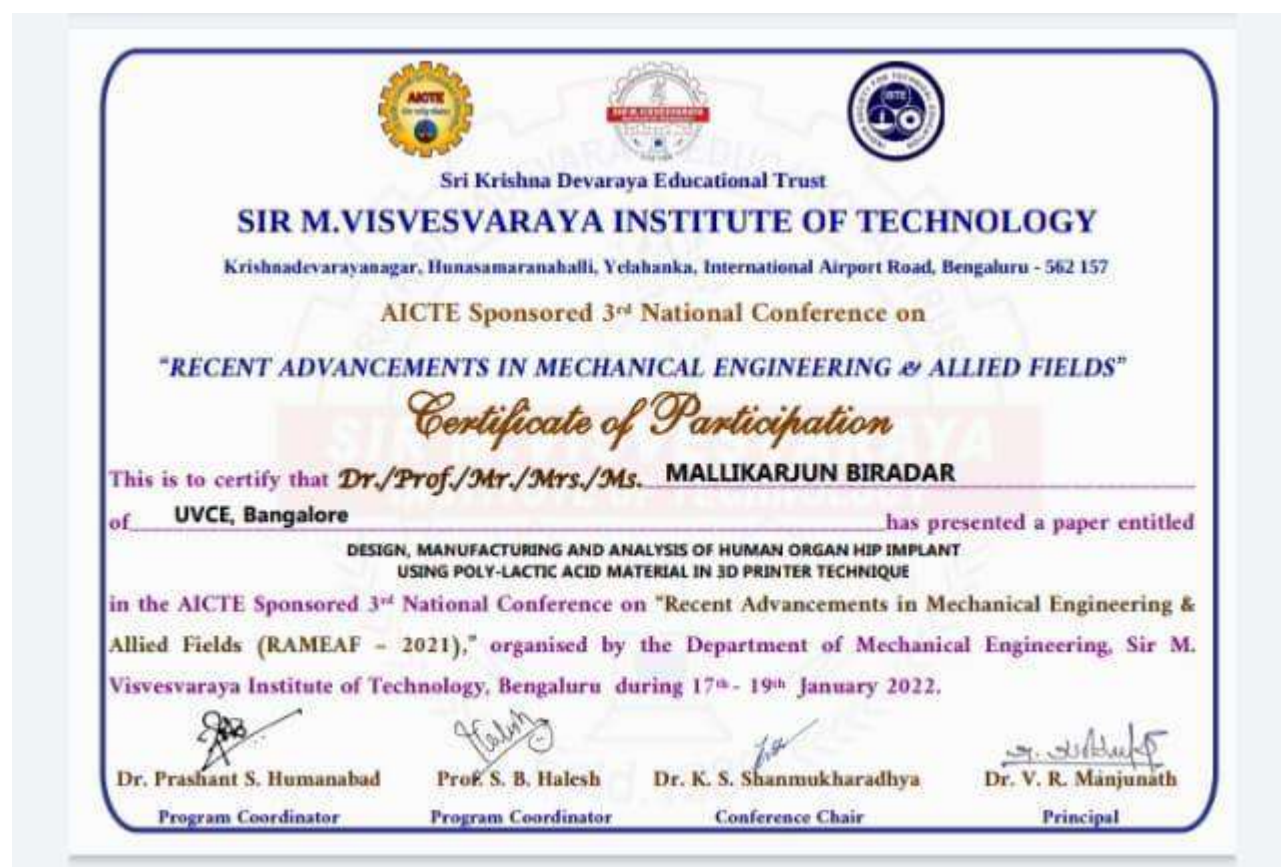 AICTE
SIR M.VISVESVARAYA
ISTE
Sri Krishna Devaraya Educational Trust
SIR M.VISVESVARAYA INSTITUTE OF TECHNOLOGY
Krishnadevarayanagar, Hunasamaranahalli, Yelahanka, International Airport Road, Bengaluru - 562 157
AICTE Sponsored 3rd National Conference on
"RECENT ADVANCEMENTS IN MECHANICAL ENGINEERING & ALLIED FIELDS"
Certificate of Participation
This is to certify that Dr./Prof./Mr./Mrs./Ms. MALLIKARJUN BIRADAR
of UVCE, Bangalore has presented a paper entitled
DESIGN, MANUFACTURING AND ANALYSIS OF HUMAN ORGAN HIP IMPLANT
USING POLY-LACTIC ACID MATERIAL IN 3D PRINTER TECHNIQUE
in the AICTE Sponsored 3rd National Conference on "Recent Advancements in Mechanical Engineering &
Allied Fields (RAMEAF – 2021)," organised by the Department of Mechanical Engineering, Sir M.
Visvesvaraya Institute of Technology, Bengaluru during 17th - 19th January 2022.
Dr. Prashant S. Humanabad Prof. S. B. Halesh Dr. K. S. Shanmukharadhya Dr. V. R. Manjunath
Program Coordinator Program Coordinator Conference Chair Principal